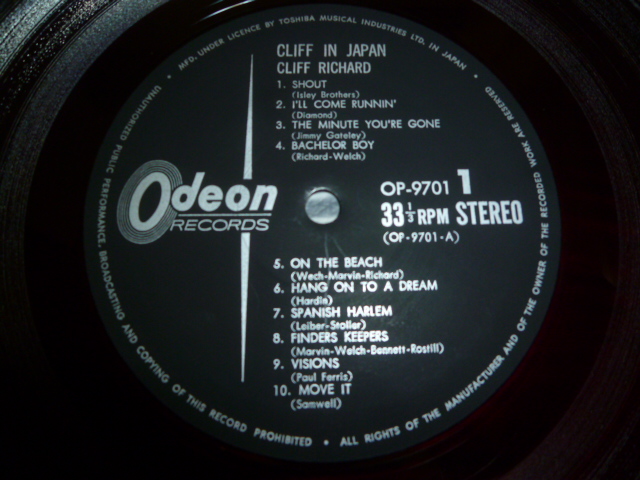 MFD. UNDER LICENCE BY TOSHIBA MUSICAL INDUSTRIES LTD. IN JAPAN
CLIFF IN JAPAN
CLIFF RICHARD
1. SHOUT
(Isley Brothers)
2. I'LL COME RUNNIN'
(Diamond)
3. THE MINUTE YOU'RE GONE
(Jimmy Gateley)
4. BACHELOR BOY
(Richard-Welch)
Odeon
RECORDS
OP-9701 1
33 1/3 RPM STEREO
(OP-9701-A)
5. ON THE BEACH
(Wech-Marvin-Richard)
6. HANG ON TO A DREAM
(Hardin)
7. SPANISH HARLEM
(Leiber-Stoller)
8. FINDERS KEEPERS
(Marvin-Welch-Bennett-Rostill)
9. VISIONS
(Paul Ferris)
10. MOVE IT
(Samwell)
UNAUTHORIZED PUBLIC PERFORMANCE, BROADCASTING AND COPYING OF THIS RECORD PROHIBITED • ALL RIGHTS OF THE MANUFACTURER AND OF THE OWNER OF THE RECORDED WORK ARE RESERVED